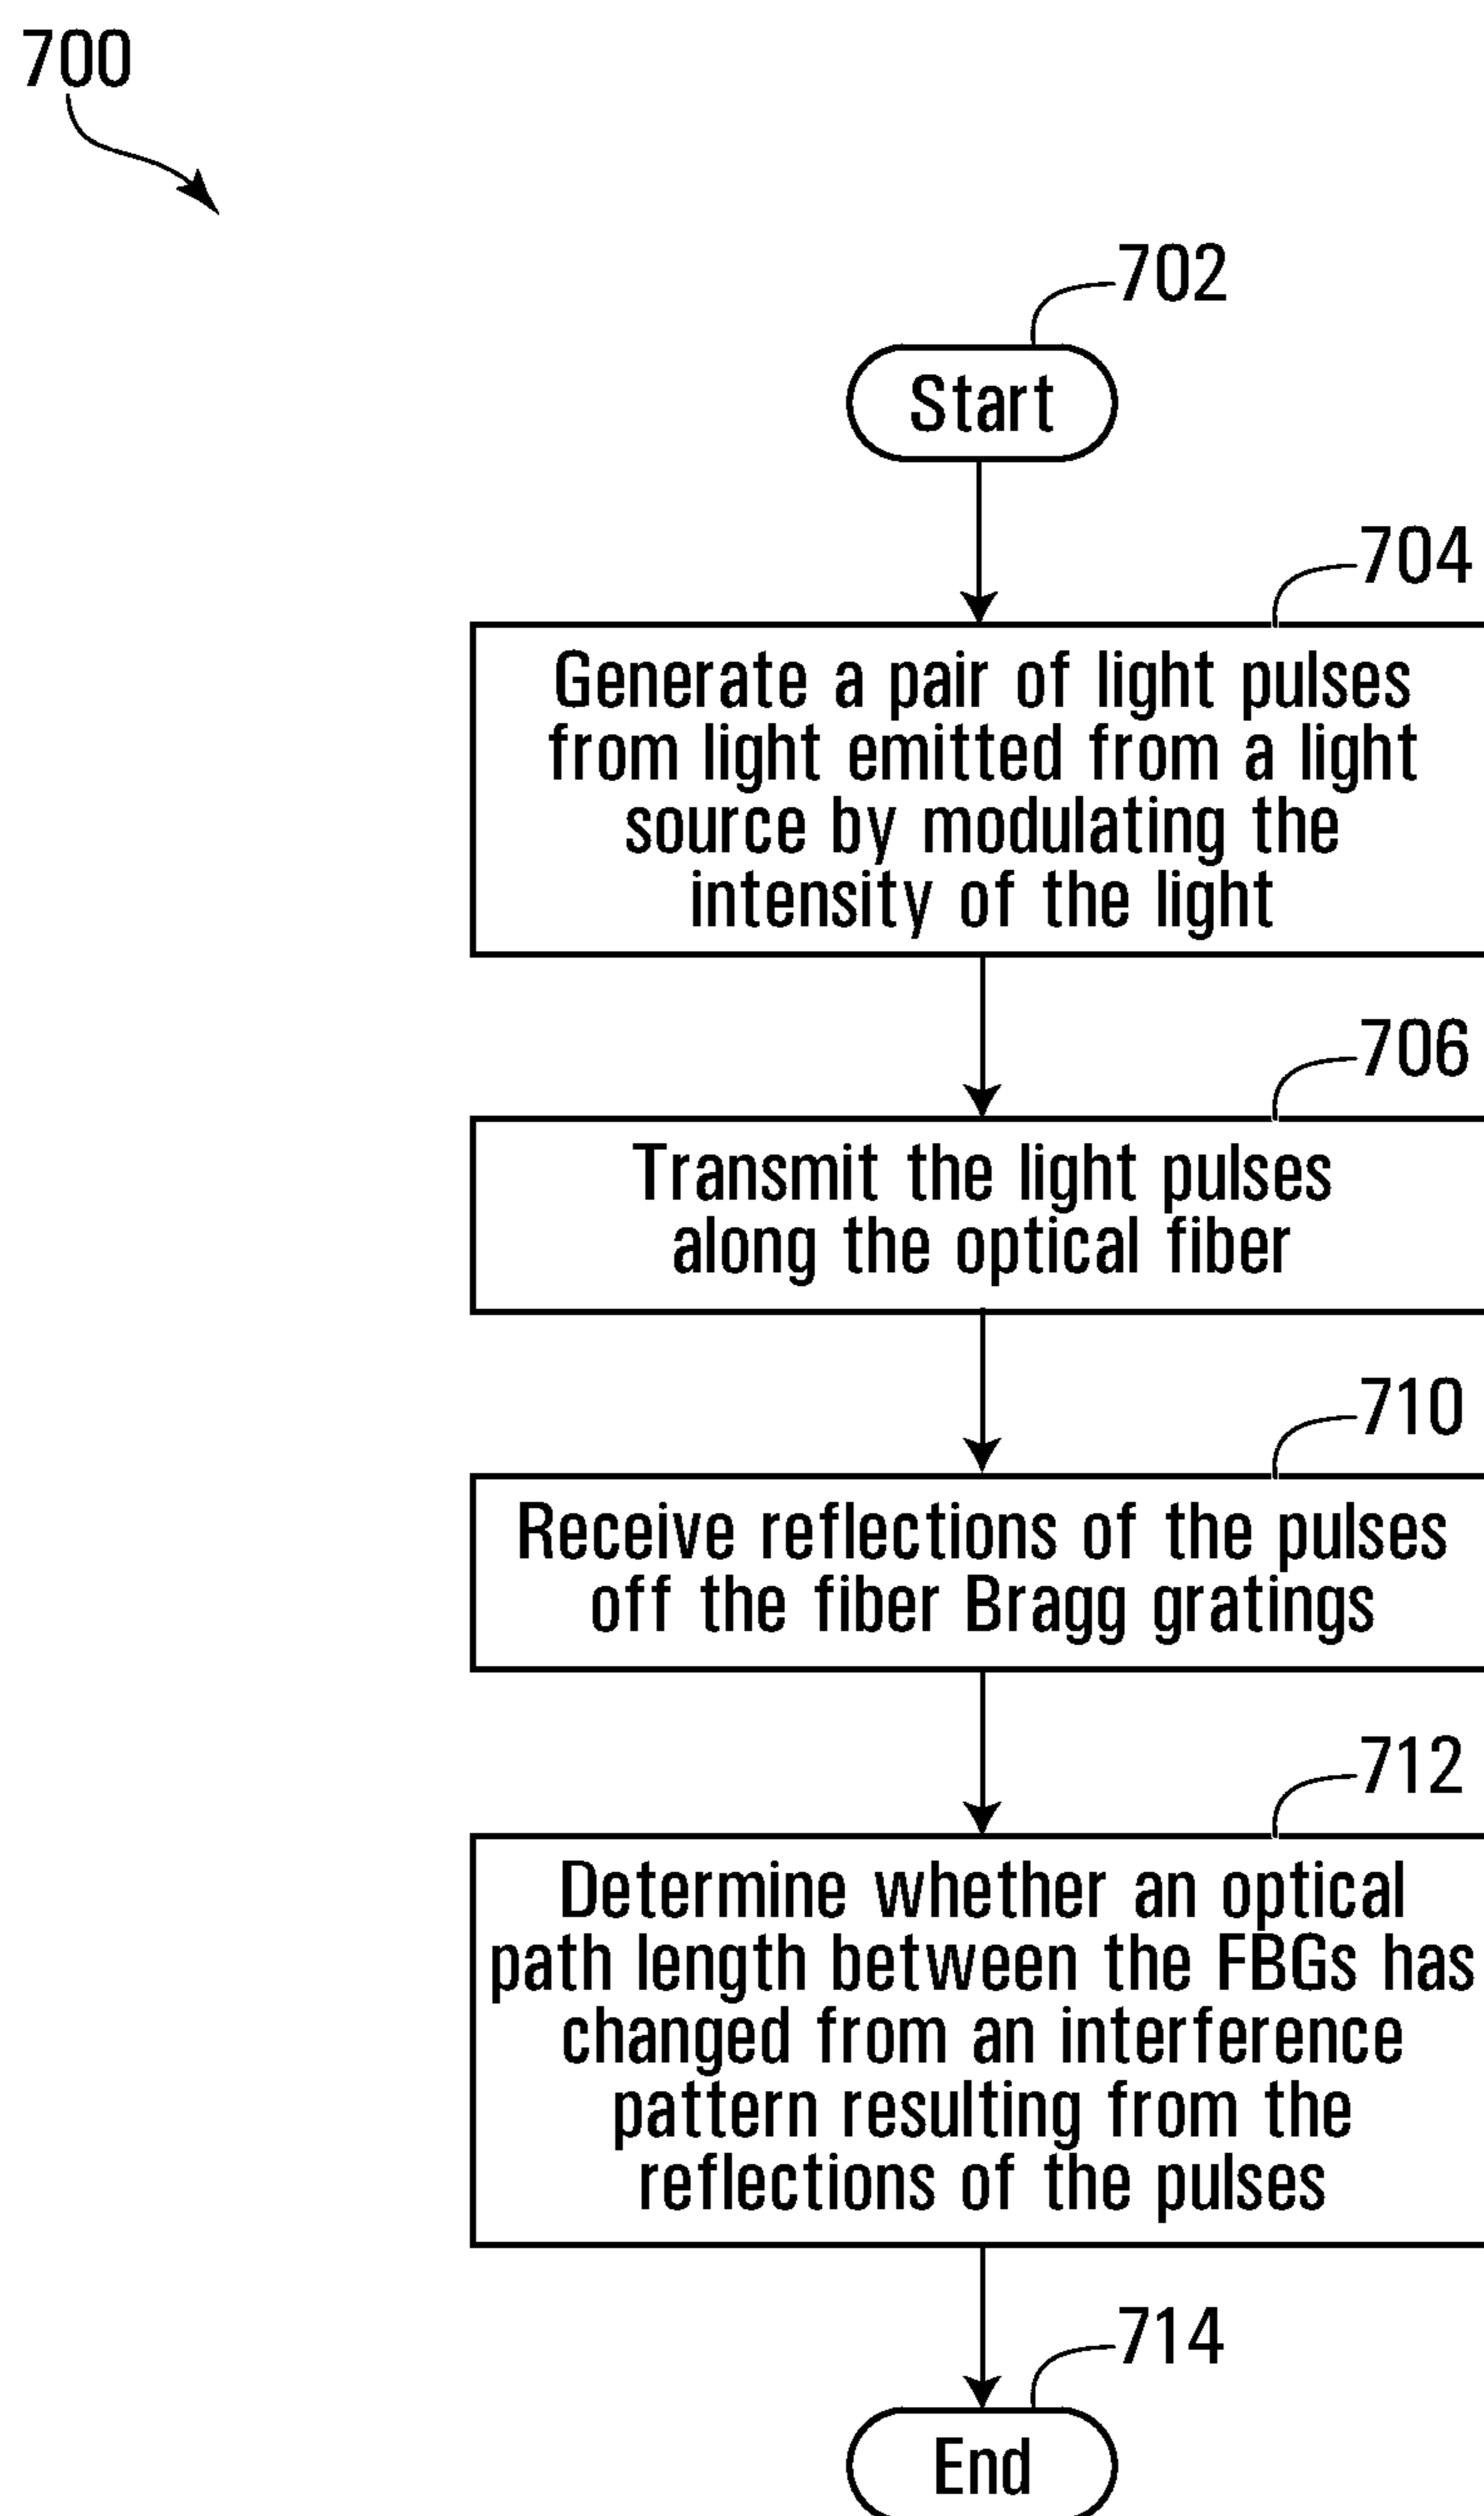 700
702
Start
704
Generate a pair of light pulses
from light emitted from a light
source by modulating the
intensity of the light
706
Transmit the light pulses
along the optical fiber
710
Receive reflections of the pulses
off the fiber Bragg gratings
712
Determine whether an optical
path length between the FBGs has
changed from an interference
pattern resulting from the
reflections of the pulses
714
End